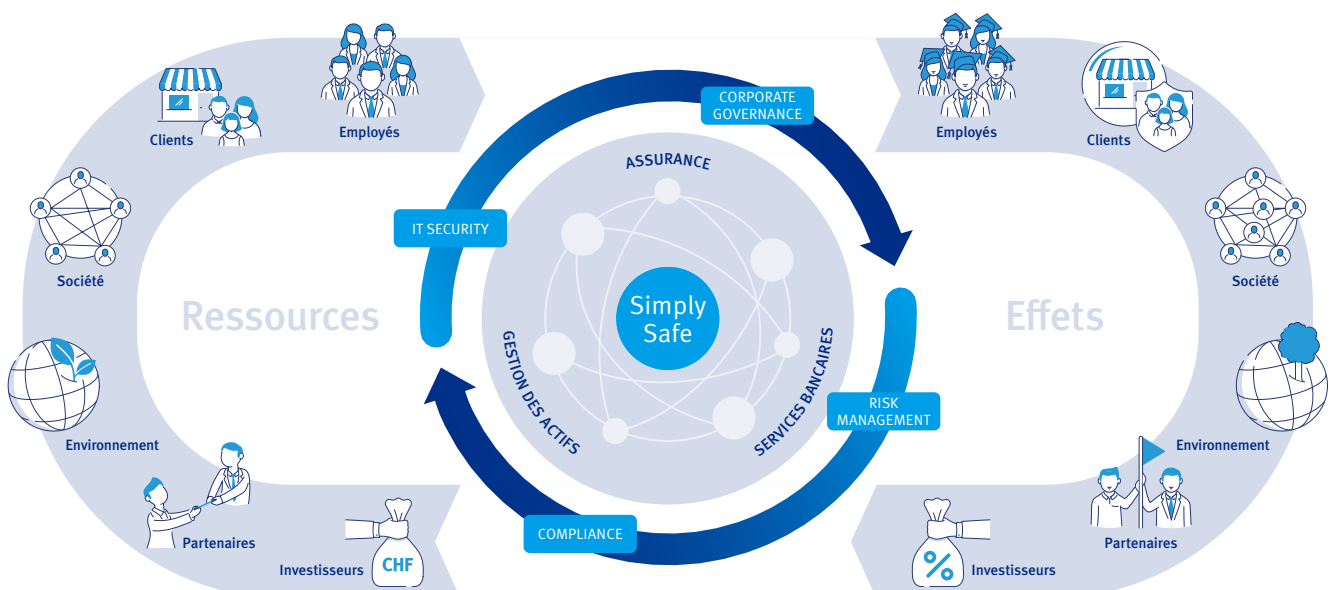 Employés
Clients
Société
Ressources
Environnement
Partenaires
Investisseurs
CHF
CORPORATE
GOVERNANCE
IT SECURITY
ASSURANCE
Simply
Safe
GESTION DES ACTIFS
SERVICES BANCAIRES
RISK
MANAGEMENT
COMPLIANCE
Employés
Clients
Société
Effets
Environnement
Partenaires
Investisseurs
%